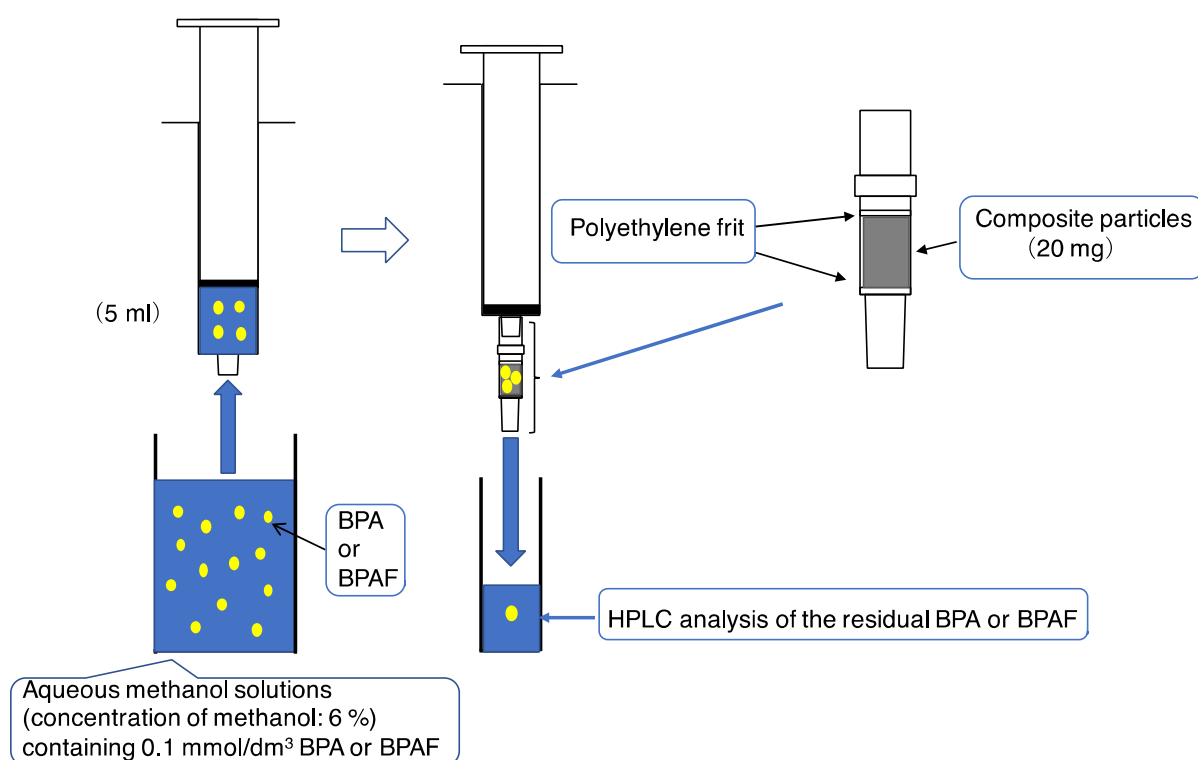 (5 ml)
Polyethylene frit
Composite particles
(20 mg)
BPA
or
BPAF
HPLC analysis of the residual BPA or BPAF
Aqueous methanol solutions
(concentration of methanol: 6 %)
containing 0.1 mmol/dm³ BPA or BPAF